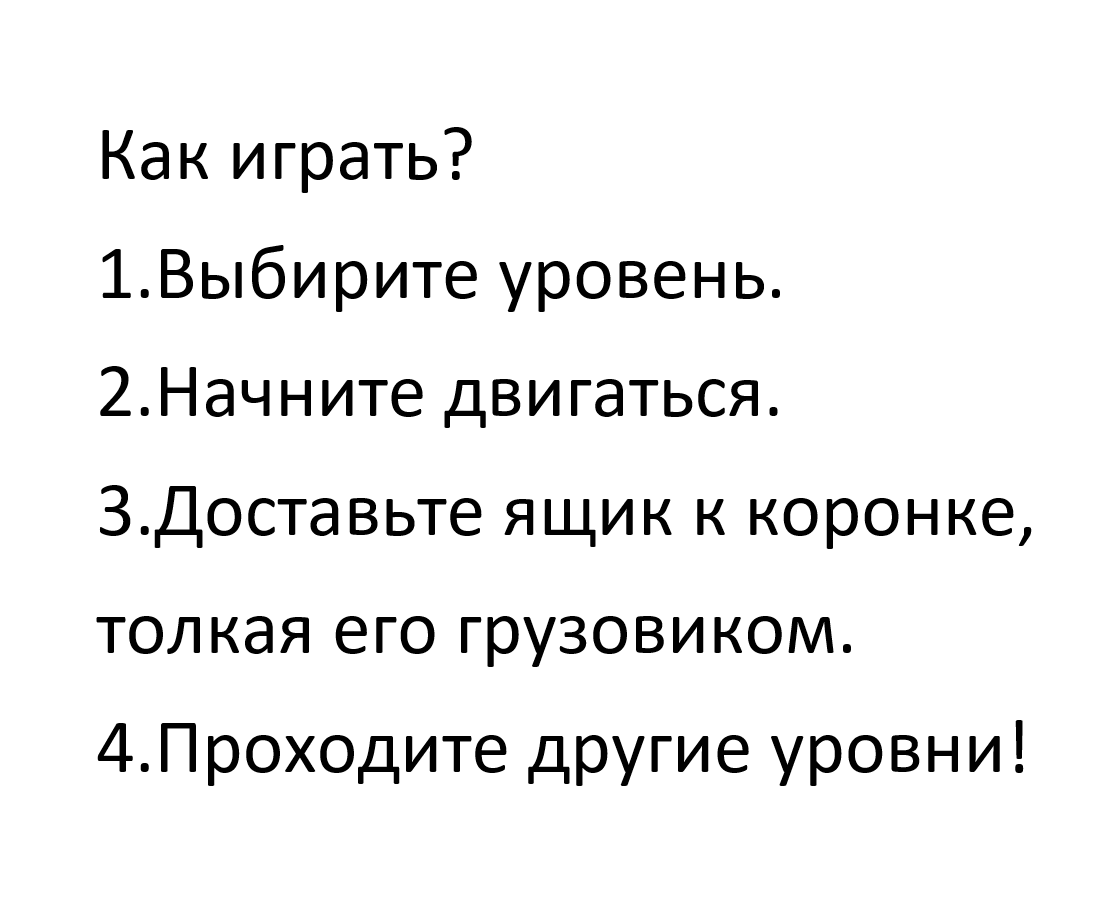 Как играть?
1.Выбирите уровень.
2.Начните двигаться.
3.Доставьте ящик к коронке,
толкая его грузовиком.
4.Проходите другие уровни!